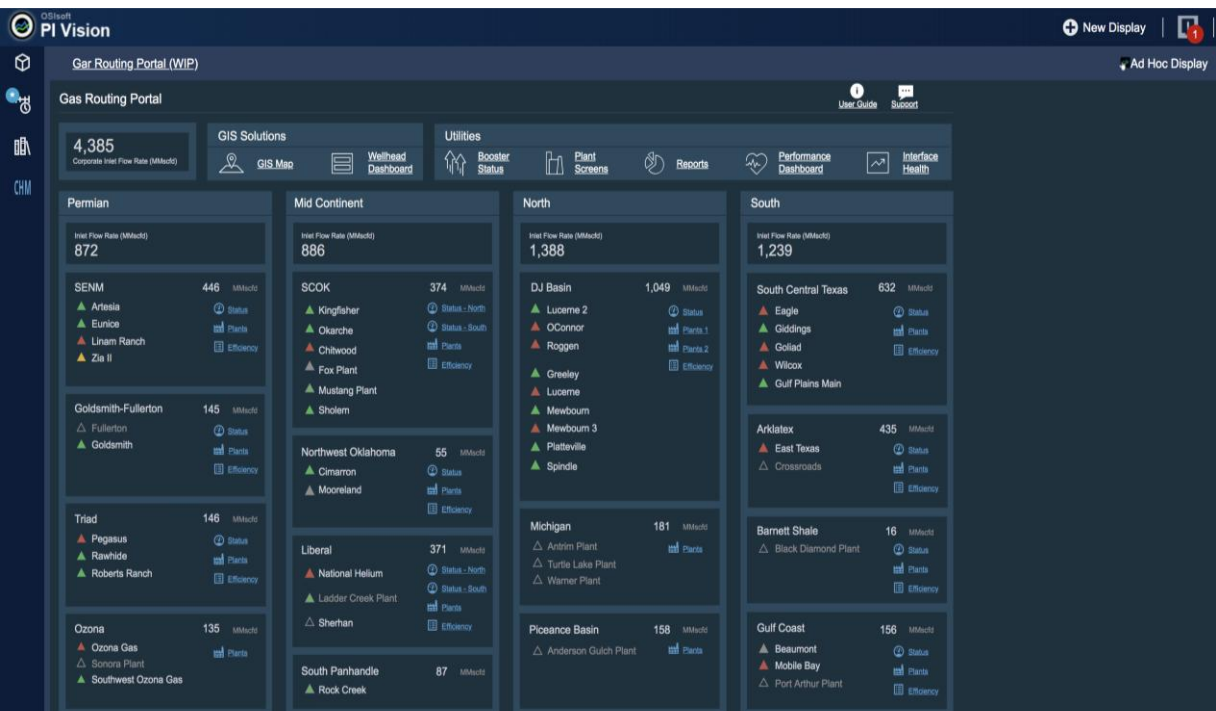 OSIsoft
PI Vision
New Display
1
Gar Routing Portal (WIP)
Ad Hoc Display
CHM
Gas Routing Portal
User Guide
Support
4,385
Corporate Inlet Flow Rate (MMscfd)
GIS Solutions
GIS Map
Wellhead
Dashboard
Utilities
Booster
Status
Plant
Screens
Reports
Performance
Dashboard
Interface
Health
Permian
Inlet Flow Rate (MMscfd)
872
SENM 446 MMscfd
Artesia
Eunice
Linam Ranch
Zia II
Status
Plants
Efficiency
Goldsmith-Fullerton 145 MMscfd
Fullerton
Goldsmith
Status
Plants
Efficiency
Triad 146 MMscfd
Pegasus
Rawhide
Roberts Ranch
Status
Plants
Efficiency
Ozona 135 MMscfd
Ozona Gas
Sonora Plant
Southwest Ozona Gas
Plants
Mid Continent
Inlet Flow Rate (MMscfd)
886
SCOK 374 MMscfd
Kingfisher
Okarche
Chitwood
Fox Plant
Mustang Plant
Sholem
Status - North
Status - South
Plants
Efficiency
Northwest Oklahoma 55 MMscfd
Cimarron
Mooreland
Status
Plants
Efficiency
Liberal 371 MMscfd
National Helium
Ladder Creek Plant
Sherhan
Status - North
Status - South
Plants
Efficiency
South Panhandle 87 MMscfd
Rock Creek
North
Inlet Flow Rate (MMscfd)
1,388
DJ Basin 1,049 MMscfd
Lucerne 2
OConnor
Roggen
Greeley
Lucerne
Mewbourn
Mewbourn 3
Platteville
Spindle
Status
Plants 1
Plants 2
Efficiency
Michigan 181 MMscfd
Antrim Plant
Turtle Lake Plant
Warner Plant
Plants
Piceance Basin 158 MMscfd
Anderson Gulch Plant
Plants
South
Inlet Flow Rate (MMscfd)
1,239
South Central Texas 632 MMscfd
Eagle
Giddings
Goliad
Wilcox
Gulf Plains Main
Status
Plants
Efficiency
Arklatex 435 MMscfd
East Texas
Crossroads
Status
Plants
Efficiency
Barnett Shale 16 MMscfd
Black Diamond Plant
Status
Plants
Efficiency
Gulf Coast 156 MMscfd
Beaumont
Mobile Bay
Port Arthur Plant
Status
Plants
Efficiency